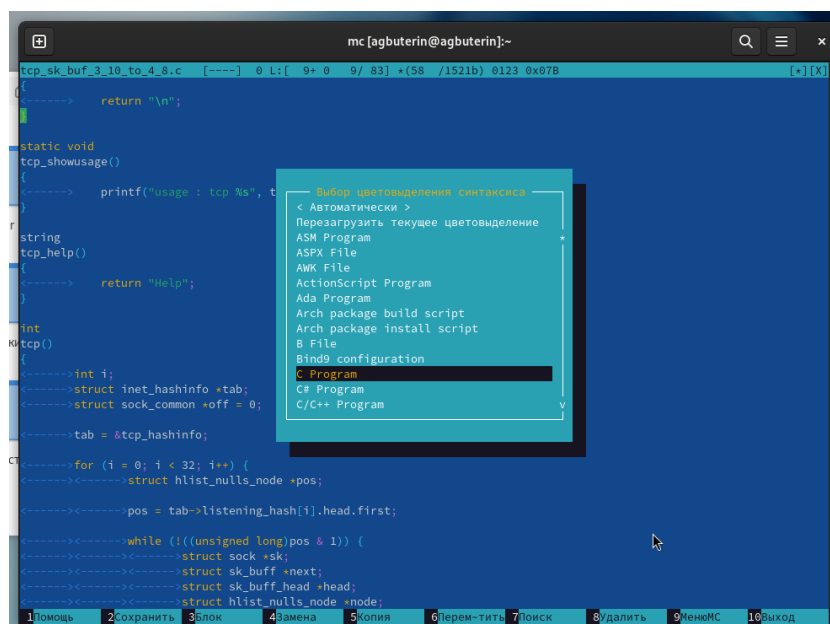 mc [agbuterin@agbuterin]:~
tcp_sk_buf_3_10_to_4_8.c [----] 0 L:[ 9+ 0 9/ 83] *(58 /1521b) 0123 0x07B [*][X]
{
<------> return "\n";
}
static void
tcp_showusage()
{
<------> printf("usage : tcp %s", t
}
string
tcp_help()
{
<------> return "Help";
}
int
tcp()
{
<------>int i;
<------>struct inet_hashinfo *tab;
<------>struct sock_common *off = 0;
<------>tab = &tcp_hashinfo;
<------>for (i = 0; i < 32; i++) {
<------><------>struct hlist_nulls_node *pos;
<------><------>pos = tab->listening_hash[i].head.first;
<------><------>while (!((unsigned long)pos & 1)) {
<------><------><------>struct sock *sk;
<------><------><------>struct sk_buff *next;
<------><------><------>struct sk_buff_head *head;
<------><------><------>struct hlist_nulls_node *node;
Выбор цветовыделения синтаксиса
< Автоматически >
Перезагрузить текущее цветовыделение
ASM Program
ASPX File
AWK File
ActionScript Program
Ada Program
Arch package build script
Arch package install script
B File
Bind9 configuration
C Program
C# Program
C/C++ Program
1Помощь 2Сохранить 3Блок 4Замена 5Копия 6Перем~тить 7Поиск 8Удалить 9МенюMC 10Выход